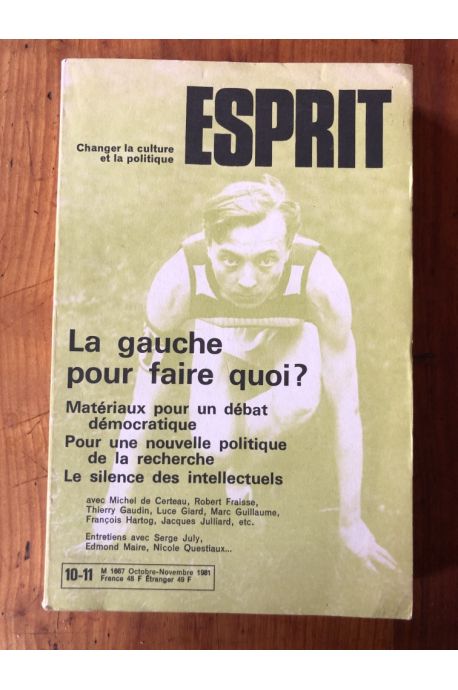 ESPRIT
Changer la culture
et la politique
La gauche
pour faire quoi?
Matériaux pour un débat
démocratique
Pour une nouvelle politique
de la recherche
Le silence des intellectuels
avec Michel de Certeau, Robert Fraisse,
Thierry Gaudin, Luce Giard, Marc Guillaume,
François Hartog, Jacques Julliard, etc.
Entretiens avec Serge July,
Edmond Maire, Nicole Questiaux...
10-11 M 1667 Octobre-Novembre 1981
France 48 F Étranger 49 F